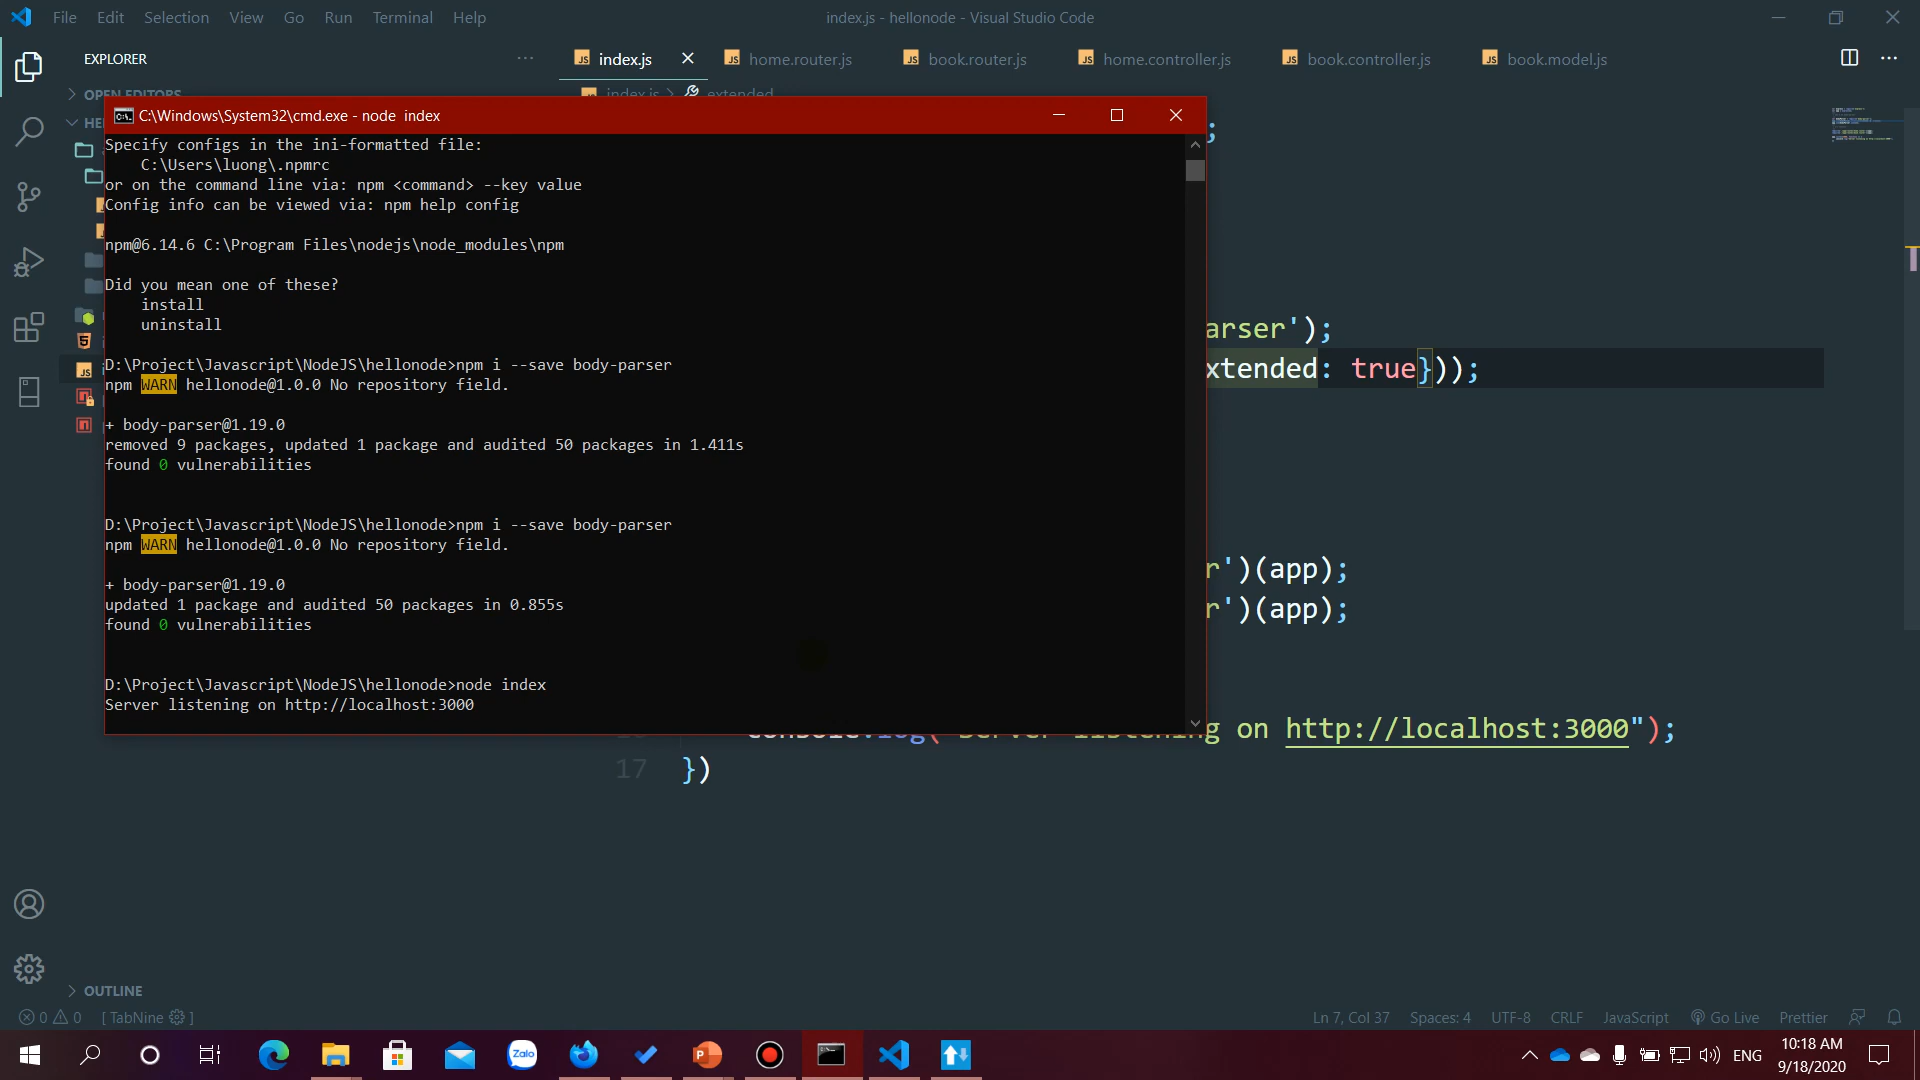 File Edit Selection View Go Run Terminal Help
index.js - hellonode - Visual Studio Code
EXPLORER
index.js
home.router.js
book.router.js
home.controller.js
book.controller.js
book.model.js
OPEN EDITORS
index.js > extended
HE
C:\Windows\System32\cmd.exe - node index
Specify configs in the ini-formatted file:
C:\Users\luong\.npmrc
or on the command line via: npm <command> --key value
Config info can be viewed via: npm help config
npm@6.14.6 C:\Program Files\nodejs\node_modules\npm
Did you mean one of these?
install
uninstall
D:\Project\Javascript\NodeJS\hellonode>npm i --save body-parser
npm WARN hellonode@1.0.0 No repository field.
+ body-parser@1.19.0
removed 9 packages, updated 1 package and audited 50 packages in 1.411s
found 0 vulnerabilities
D:\Project\Javascript\NodeJS\hellonode>npm i --save body-parser
npm WARN hellonode@1.0.0 No repository field.
+ body-parser@1.19.0
updated 1 package and audited 50 packages in 0.855s
found 0 vulnerabilities
D:\Project\Javascript\NodeJS\hellonode>node index
Server listening on http://localhost:3000
;
arser');
xtended: true}));
r')(app);
r')(app);
g on http://localhost:3000");
17 })
OUTLINE
0 0 [ TabNine ]
Ln 7, Col 37 Spaces: 4 UTF-8 CRLF JavaScript Go Live Prettier
Zalo
ENG
10:18 AM
9/18/2020